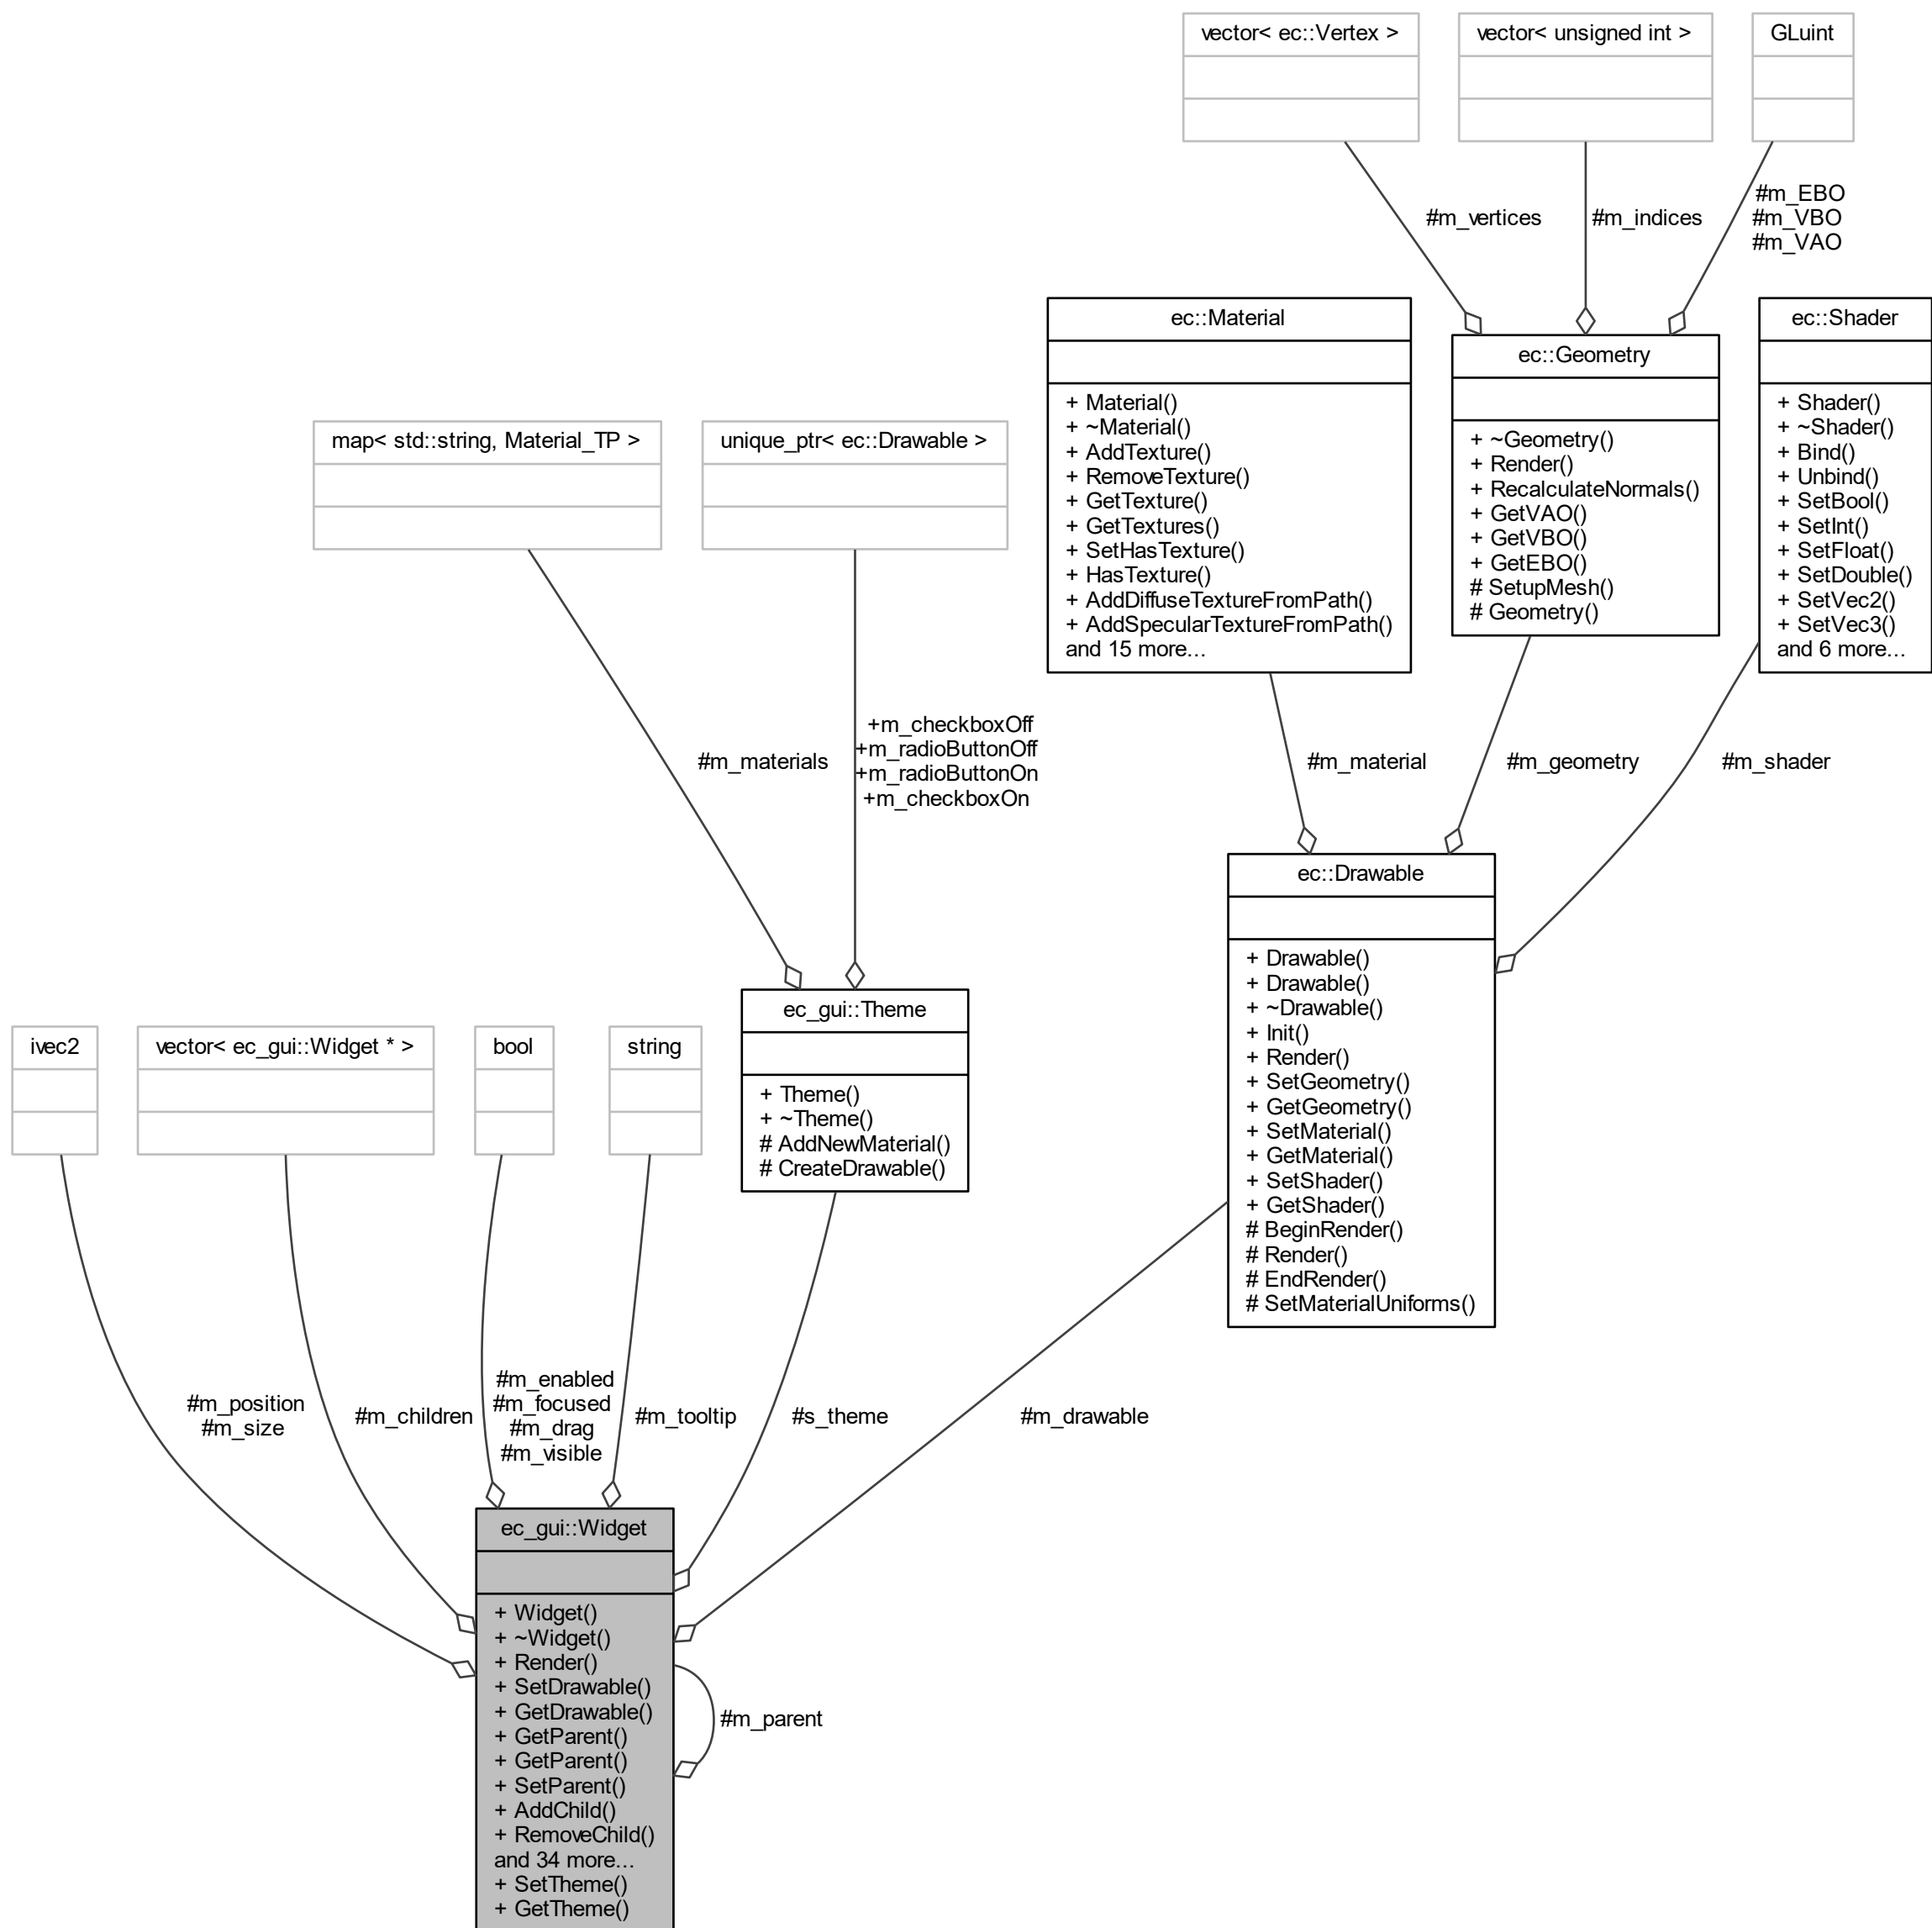 vector< ec::Vertex >
vector< unsigned int >
GLuint
#m_vertices
#m_indices
#m_EBO
#m_VBO
#m_VAO
ec::Material
+ Material()
+ ~Material()
+ AddTexture()
+ RemoveTexture()
+ GetTexture()
+ GetTextures()
+ SetHasTexture()
+ HasTexture()
+ AddDiffuseTextureFromPath()
+ AddSpecularTextureFromPath()
and 15 more...
ec::Geometry
+ ~Geometry()
+ Render()
+ RecalculateNormals()
+ GetVAO()
+ GetVBO()
+ GetEBO()
# SetupMesh()
# Geometry()
ec::Shader
+ Shader()
+ ~Shader()
+ Bind()
+ Unbind()
+ SetBool()
+ SetInt()
+ SetFloat()
+ SetDouble()
+ SetVec2()
+ SetVec3()
and 6 more...
map< std::string, Material_TP >
unique_ptr< ec::Drawable >
#m_materials
+m_checkboxOff
+m_radioButtonOff
+m_radioButtonOn
+m_checkboxOn
#m_material
#m_geometry
#m_shader
ec::Drawable
+ Drawable()
+ Drawable()
+ ~Drawable()
+ Init()
+ Render()
+ SetGeometry()
+ GetGeometry()
+ SetMaterial()
+ GetMaterial()
+ SetShader()
+ GetShader()
# BeginRender()
# Render()
# EndRender()
# SetMaterialUniforms()
ivec2
vector< ec_gui::Widget * >
bool
string
ec_gui::Theme
+ Theme()
+ ~Theme()
# AddNewMaterial()
# CreateDrawable()
#m_position
#m_size
#m_children
#m_enabled
#m_focused
#m_drag
#m_visible
#m_tooltip
#s_theme
#m_drawable
ec_gui::Widget
+ Widget()
+ ~Widget()
+ Render()
+ SetDrawable()
+ GetDrawable()
+ GetParent()
+ GetParent()
+ SetParent()
+ AddChild()
+ RemoveChild()
and 34 more...
+ SetTheme()
+ GetTheme()
#m_parent